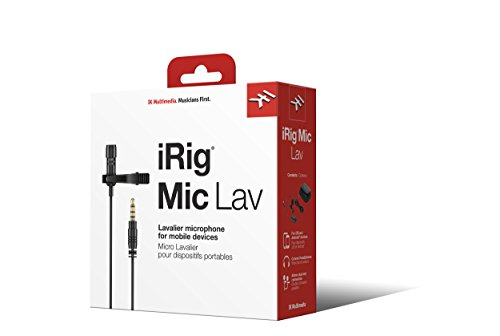 IK Multimedia. Musicians First.
iRig®
Mic Lav
Lavalier microphone
for mobile devices
Micro Lavalier
pour dispositifs portables
iRig Mic
Lav
IK Multimedia